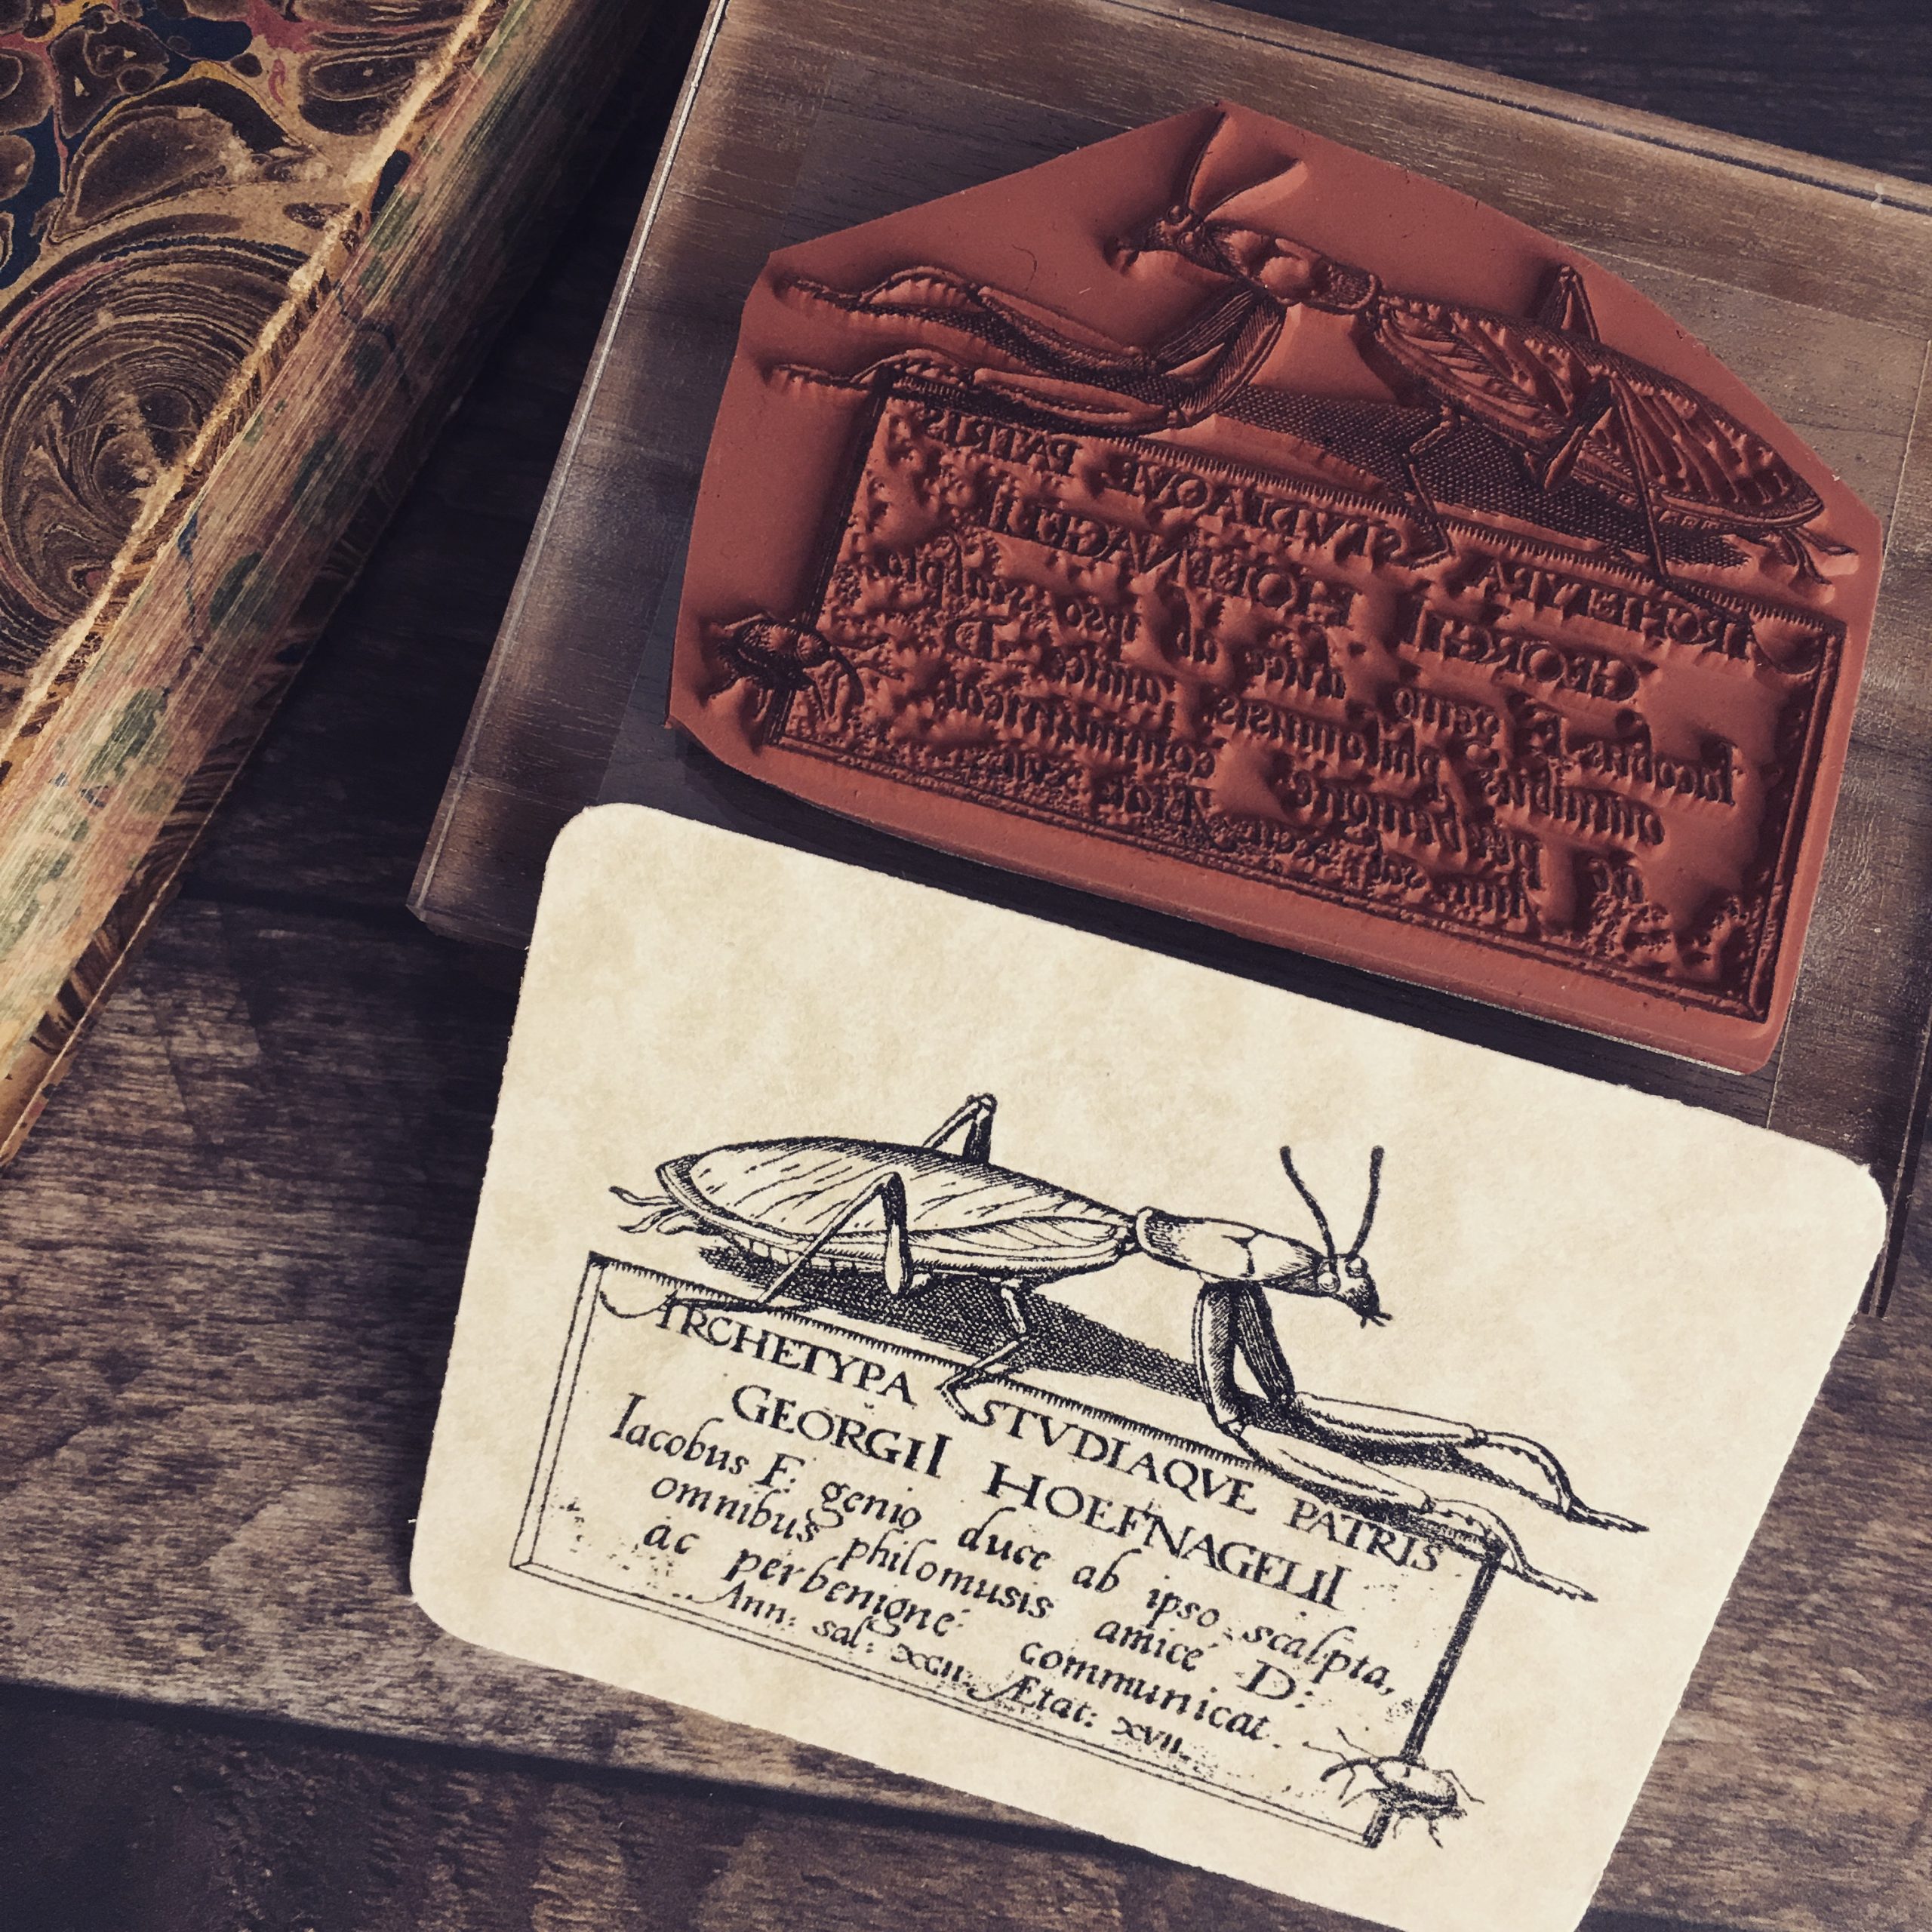 ARCHETYPA STVDIAQVE PATRIS
GEORGII HOEFNAGELII
Iacobus F: genio duce ab ipso scalpta,
omnibus philomusis amice D:
ac perbenigne communicat.
Ann: sal: XCII. Ætat: XVII.